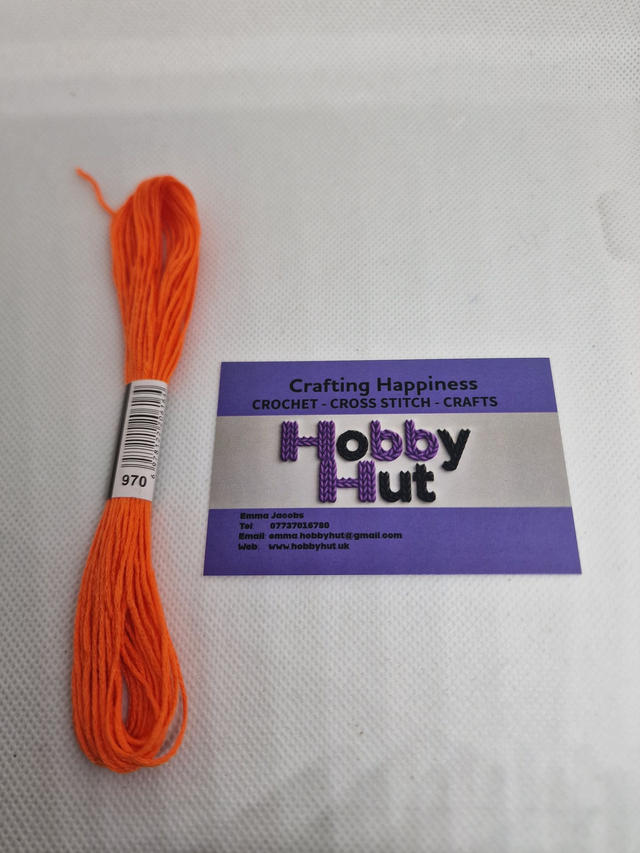 970
Crafting Happiness
CROCHET - CROSS STITCH - CRAFTS
Hobby
Hut
Emma Jacobs
Tel: 07737016780
Email: emma.hobbyhut@gmail.com
Web: www.hobbyhut.uk